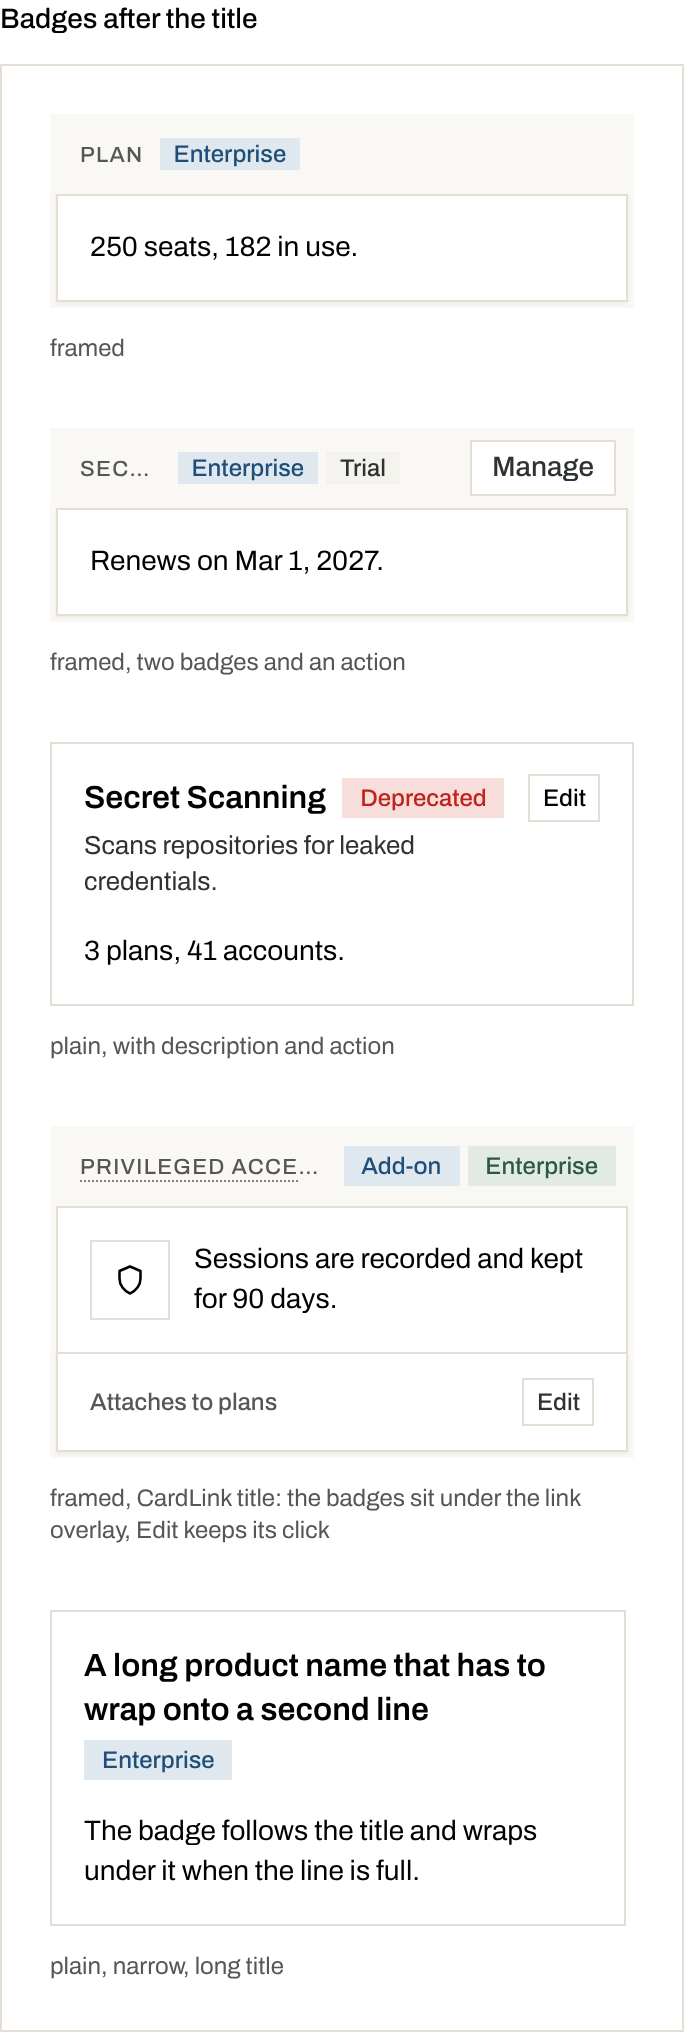 Badges after the title
PLAN Enterprise
250 seats, 182 in use.
framed
SEC... Enterprise Trial Manage
Renews on Mar 1, 2027.
framed, two badges and an action
Secret Scanning Deprecated Edit
Scans repositories for leaked
credentials.
3 plans, 41 accounts.
plain, with description and action
PRIVILEGED ACCE... Add-on Enterprise
Sessions are recorded and kept
for 90 days.
Attaches to plans Edit
framed, CardLink title: the badges sit under the link
overlay, Edit keeps its click
A long product name that has to
wrap onto a second line
Enterprise
The badge follows the title and wraps
under it when the line is full.
plain, narrow, long title